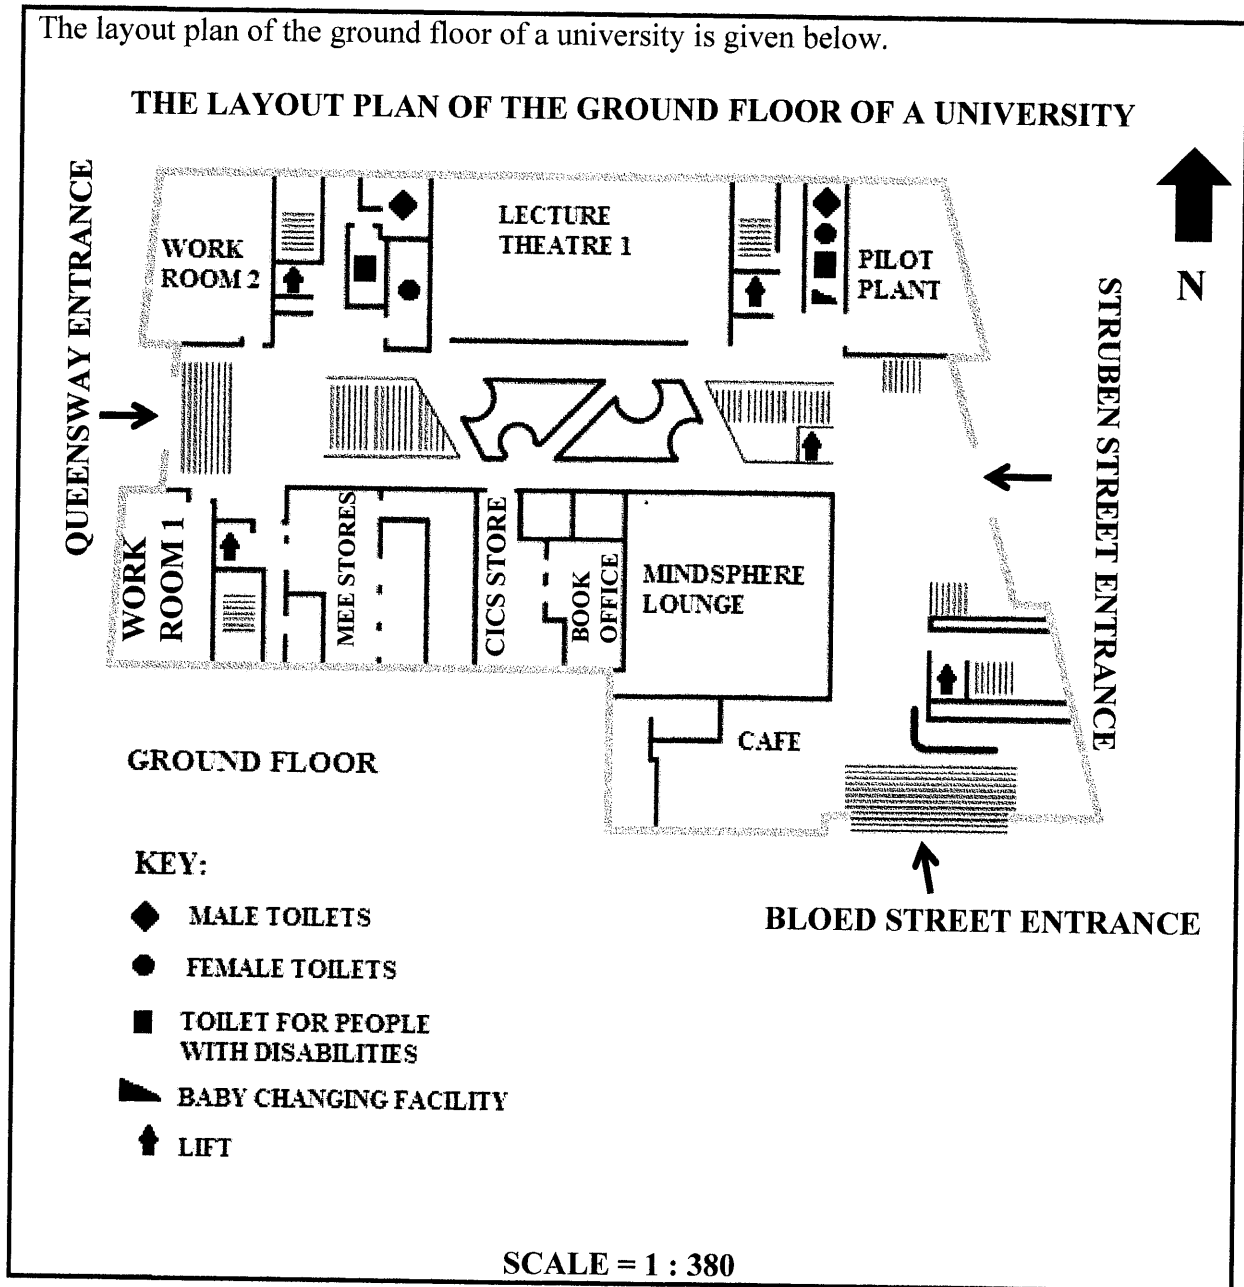 The layout plan of the ground floor of a university is given below.
THE LAYOUT PLAN OF THE GROUND FLOOR OF A UNIVERSITY
QUEENSWAY ENTRANCE
WORK
ROOM 2
LECTURE
THEATRE 1
PILOT
PLANT
N
STRUBEN STREET ENTRANCE
WORK
ROOM 1
MEE STORES
CICS STORE
BOOK
OFFICE
MINDSPHERE
LOUNGE
CAFE
GROUND FLOOR
BLOED STREET ENTRANCE
KEY:
MALE TOILETS
FEMALE TOILETS
TOILET FOR PEOPLE
WITH DISABILITIES
BABY CHANGING FACILITY
LIFT
SCALE = 1 : 380